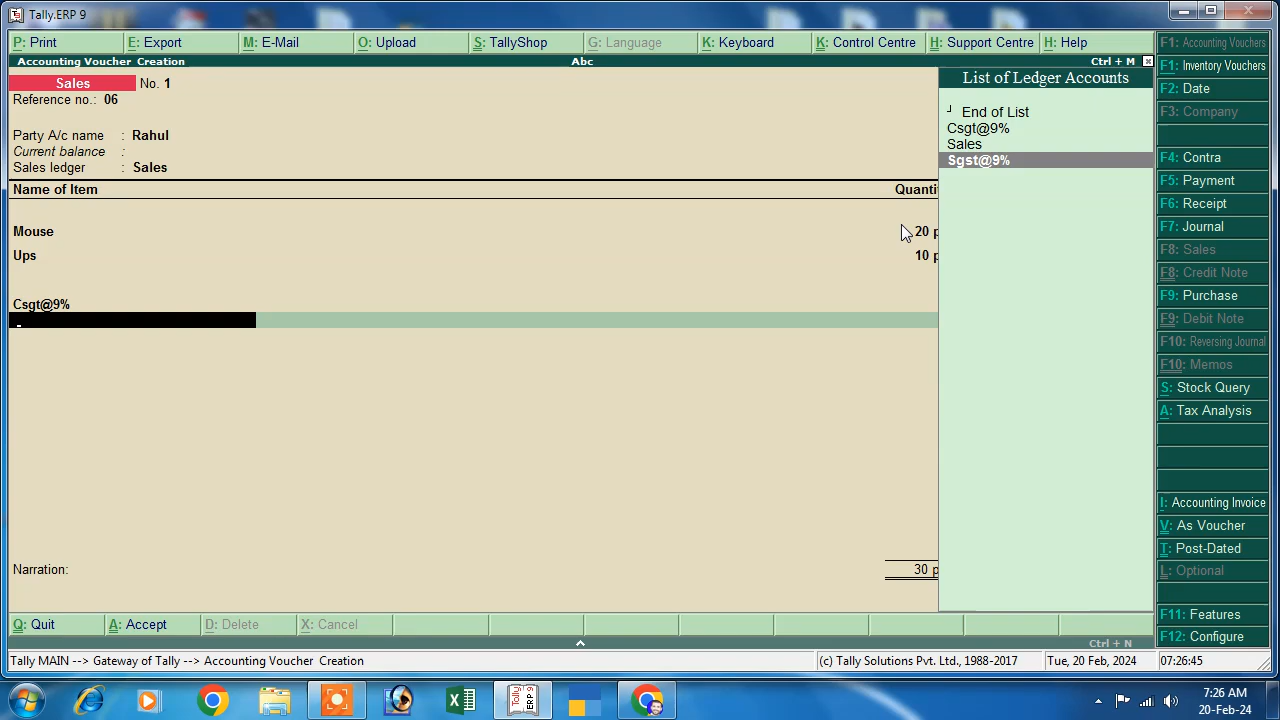 Tally.ERP 9
P: Print E: Export M: E-Mail O: Upload S: TallyShop G: Language K: Keyboard K: Control Centre H: Support Centre H: Help
Accounting Voucher Creation Abc Ctrl + M
Sales No. 1
Reference no.: 06
Party A/c name : Rahul
Current balance :
Sales ledger : Sales
Name of Item Quanti
Mouse 20 p
Ups 10 p
Csgt@9%
Narration: 30 p
List of Ledger Accounts
End of List
Csgt@9%
Sales
Sgst@9%
F1: Accounting Vouchers
F1: Inventory Vouchers
F2: Date
F3: Company
F4: Contra
F5: Payment
F6: Receipt
F7: Journal
F8: Sales
F8: Credit Note
F9: Purchase
F9: Debit Note
F10: Reversing Journal
F10: Memos
S: Stock Query
A: Tax Analysis
I: Accounting Invoice
V: As Voucher
T: Post-Dated
L: Optional
F11: Features
F12: Configure
Q: Quit A: Accept D: Delete X: Cancel
Ctrl + N
Tally MAIN --> Gateway of Tally --> Accounting Voucher Creation (c) Tally Solutions Pvt. Ltd., 1988-2017 Tue, 20 Feb, 2024 07:26:45
Tally ERP 9
7:26 AM
20-Feb-24